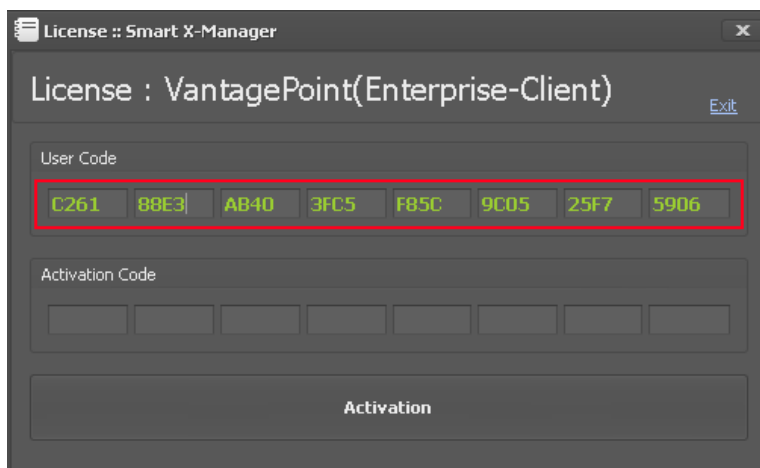 License :: Smart X-Manager
License : VantagePoint(Enterprise-Client)
Exit
User Code
C261 88E3 AB40 3FC5 F85C 9C05 25F7 5906
Activation Code
Activation